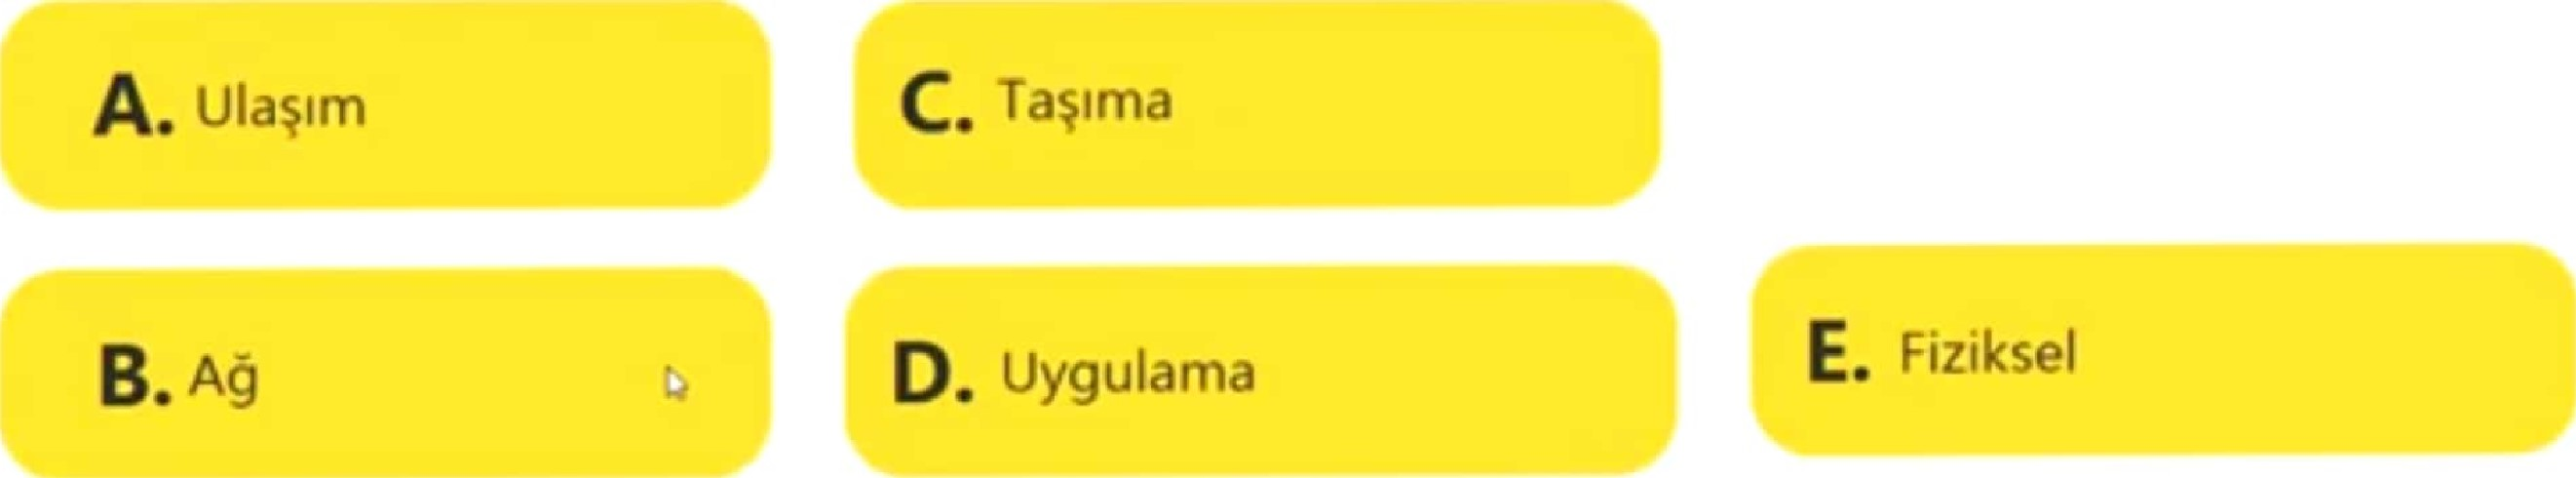 A. Ulaşım
B. Ağ
C. Taşıma
D. Uygulama
E. Fiziksel